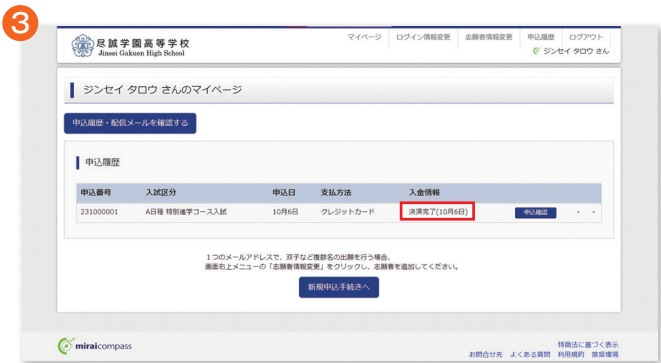 3
尽誠学園高等学校
Jinsei Gakuen High School
マイページ ログイン情報変更 志願者情報変更 申込履歴 ログアウト
ジンセイ タロウ さん
ジンセイ タロウ さんのマイページ
申込履歴・配信メールを確認する
申込履歴
申込番号 入試区分 申込日 支払方法 入金情報
231000001 A日程 特別進学コース入試 10月6日 クレジットカード 決済完了(10月6日) 申込確認 - -
1つのメールアドレスで、双子など複数名の出願を行う場合、
画面右上メニューの「志願者情報変更」をクリックし、志願者を追加してください。
新規申込手続きへ
miraicompass
特商法に基づく表示
お問合せ先 よくある質問 利用規約 推奨環境